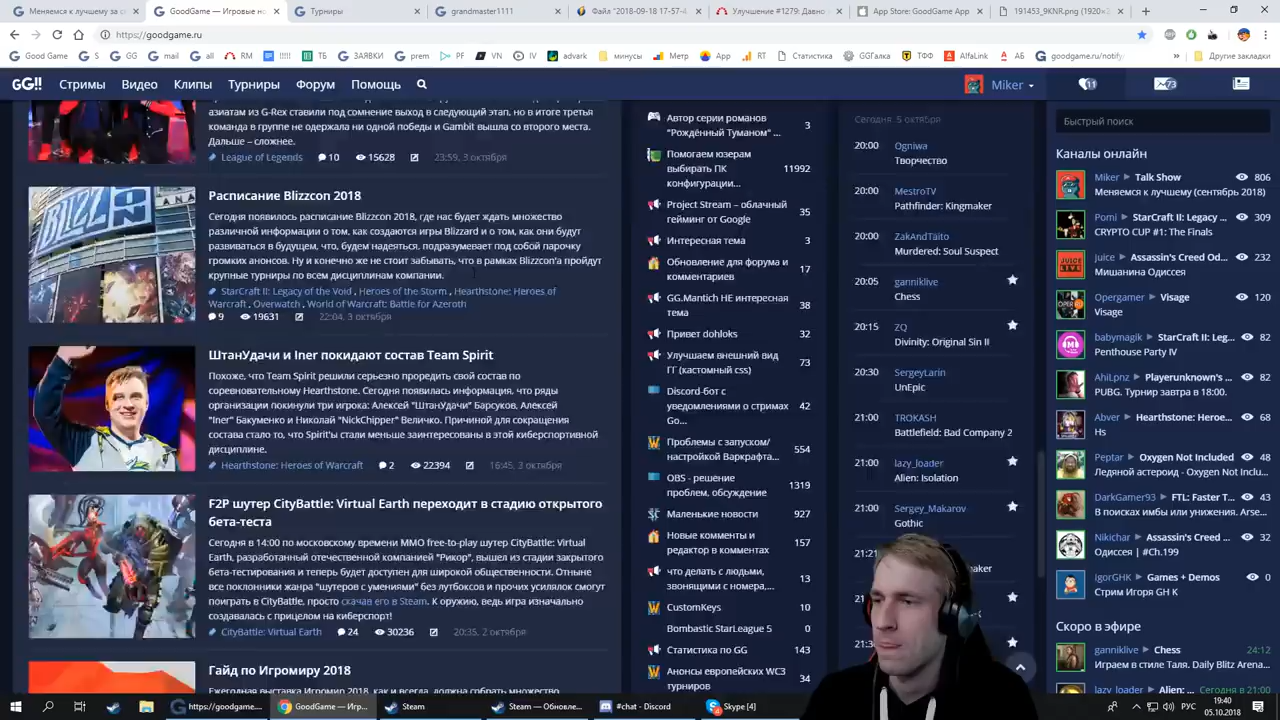 Меняемся к лучшему за с
GoodGame — Игровые но
Турниры
grandmaster1111
Файл "2018-09-18 17-57-4
Улучшение #1279: Давно
App Store: GoodGame App
191453_9KNR.png (1920×
https://goodgame.ru
Good Game
S
GG
mail
all
RM
ТБ
ЗАЯВКИ
prem
PF
VN
IV
advark
минусы
Метро
App
RT
Статистика
GGГалка
ТФФ
AlfaLink
АБ
goodgame.ru/notify
Другие закладки
GG!!
Стримы
Видео
Клипы
Турниры
Форум
Помощь
Miker
11
73
азиатам из G-Rex ставили под сомнение выход в следующий этап, но в итоге третья
команда в группе не одержала ни одной победы и Gambit вышла со второго места.
Дальше – сложнее.
League of Legends 10 15628 23:59, 3 октября
Расписание Blizzcon 2018
Сегодня появилось расписание Blizzcon 2018, где нас будет ждать множество
различной информации о том, как создаются игры Blizzard и о том, как они будут
развиваться в будущем, что, будем надеяться, подразумевает под собой парочку
громких анонсов. Ну и конечно же не стоит забывать, что в рамках Blizzcon'а пройдут
крупные турниры по всем дисциплинам компании.
StarCraft II: Legacy of the Void , Heroes of the Storm , Hearthstone: Heroes of
Warcraft , Overwatch , World of Warcraft: Battle for Azeroth
9 19631 22:04, 3 октября
ШтанУдачи и Iner покидают состав Team Spirit
Похоже, что Team Spirit решили серьезно проредить свой состав по
соревновательному Hearthstone. Сегодня появилась информация, что ряды
организации покинули три игрока: Алексей "ШтанУдачи" Барсуков, Алексей
"Iner" Бакуменко и Николай "NickChipper" Величко. Причиной для сокращения
состава стало то, что Spirit'ы стали меньше заинтересованы в этой киберспортивной
дисциплине.
Hearthstone: Heroes of Warcraft 2 22394 16:45, 3 октября
F2P шутер CityBattle: Virtual Earth переходит в стадию открытого
бета-теста
Сегодня в 14:00 по московскому времени ММО free-to-play шутер CityBattle: Virtual
Earth, разработанный отечественной компанией "Рикор", вышел из стадии закрытого
бета-тестирования и теперь будет доступен для широкой общественности. Отныне
все поклонники жанра "шутеров с умениями" без лутбоксов и прочих усилялок смогут
поиграть в CityBattle, просто скачав его в Steam. К оружию, ведь игра изначально
создавалась с прицелом на киберспорт!
CityBattle: Virtual Earth 24 30236 20:35, 2 октября
Гайд по Игромиру 2018
Ежегодная выставка Игромир 2018, как и всегда, должна собрать множество
Автор серии романов
"Рождённый Туманом" ... 3
Помогаем юзерам
выбирать ПК 11992
конфигурации...
Project Stream – облачный
гейминг от Google 35
Интересная тема 3
Обновление для форума и
комментариев 17
GG.Mantich НЕ интересная
тема 38
Привет dohloks 32
Улучшаем внешний вид
ГГ (кастомный css) 73
Discord-бот с
уведомлениями о стримах 42
Go...
Проблемы с запуском/
настройкой Варкрафта... 554
OBS - решение
проблем, обсуждение 1319
Маленькие новости 927
Новые комменты и
редактор в комментах 157
что делать с людьми,
звонящими с номера,... 13
CustomKeys 10
Bombastic StarLeague 5 0
Статистика по GG 143
Анонсы европейских WC3
турниров 34
Сегодня, 5 октября
20:00 Ogniwa
Творчество
20:00 MestroTV
Pathfinder: Kingmaker
20:00 ZakAndTaito
Murdered: Soul Suspect
20:05 ganniklive
Chess
20:15 ZQ
Divinity: Original Sin II
20:30 SergeyLarin
UnEpic
21:00 TROKASH
Battlefield: Bad Company 2
21:00 lazy_loader
Alien: Isolation
21:00 Sergey_Makarov
Gothic
Быстрый поиск
Каналы онлайн
Miker Talk Show 806
Меняемся к лучшему (сентябрь 2018)
Pomi StarCraft II: Legacy ... 309
CRYPTO CUP #1: The Finals
juice Assassin's Creed Od... 232
Мишанина Одиссея
Opergamer Visage 120
Visage
babymagik StarCraft II: Leg... 82
Penthouse Party IV
AhiLpnz Playerunknown's ... 82
PUBG. Турнир завтра в 18:00.
Abver Hearthstone: Heroe... 68
Hs
Peptar Oxygen Not Included 48
Ледяной астероид - Oxygen Not Inclu...
DarkGamer93 FTL: Faster T... 43
В поисках имбы или унижения. Arse...
Nikichar Assassin's Creed ... 32
Одиссея | #Ch.199
IgorGHK Games + Demos 0
Стрим Игоря GH K
Скоро в эфире
ganniklive Chess 24:12
Играем в стиле Таля. Daily Blitz Arena...
lazy_loader Alien: ... Сегодня в 21:00
https://goodgame....
GoodGame — Игр...
Steam
Steam — Обновле...
#chat - Discord
Skype [4]
РУС
19:40
05.10.2018